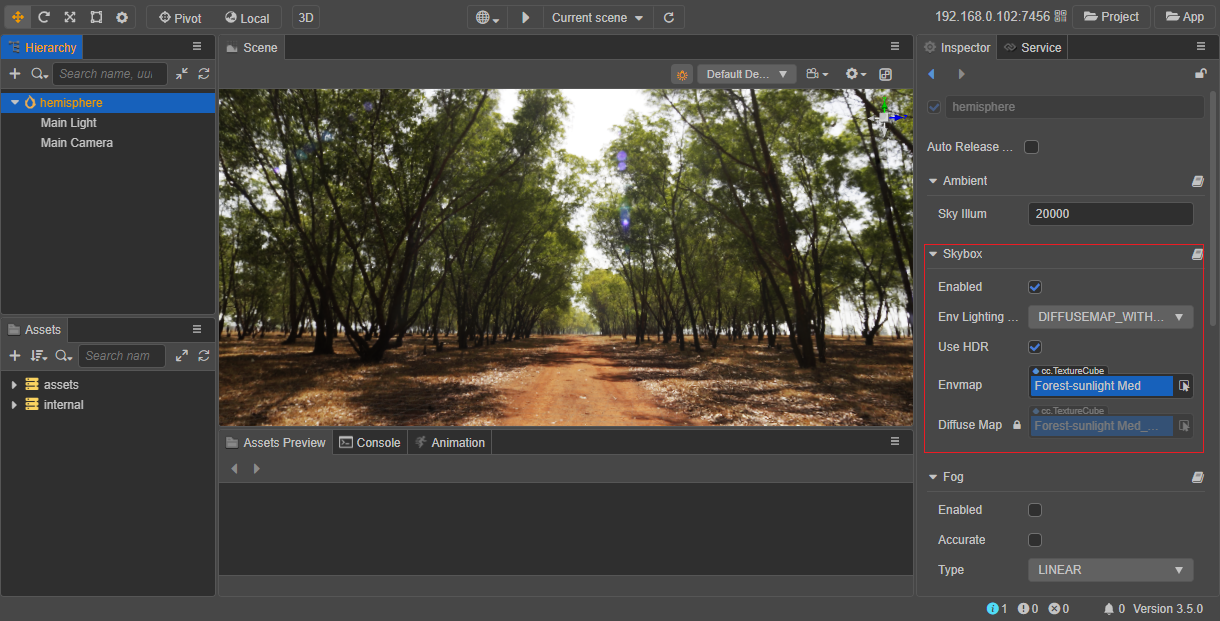 Pivot Local 3D Current scene 192.168.0.102:7456 Project App
Hierarchy
Search name, uu
hemisphere
Main Light
Main Camera
Assets
Search nam
assets
internal
Scene
Default De...
Assets Preview Console Animation
Inspector Service
hemisphere
Auto Release ...
Ambient
Sky Illum 20000
Skybox
Enabled
Env Lighting ... DIFFUSEMAP_WITH...
Use HDR
cc.TextureCube
Envmap Forest-sunlight Med
cc.TextureCube
Diffuse Map Forest-sunlight Med_...
Fog
Enabled
Accurate
Type LINEAR
1 0 0 0 Version 3.5.0